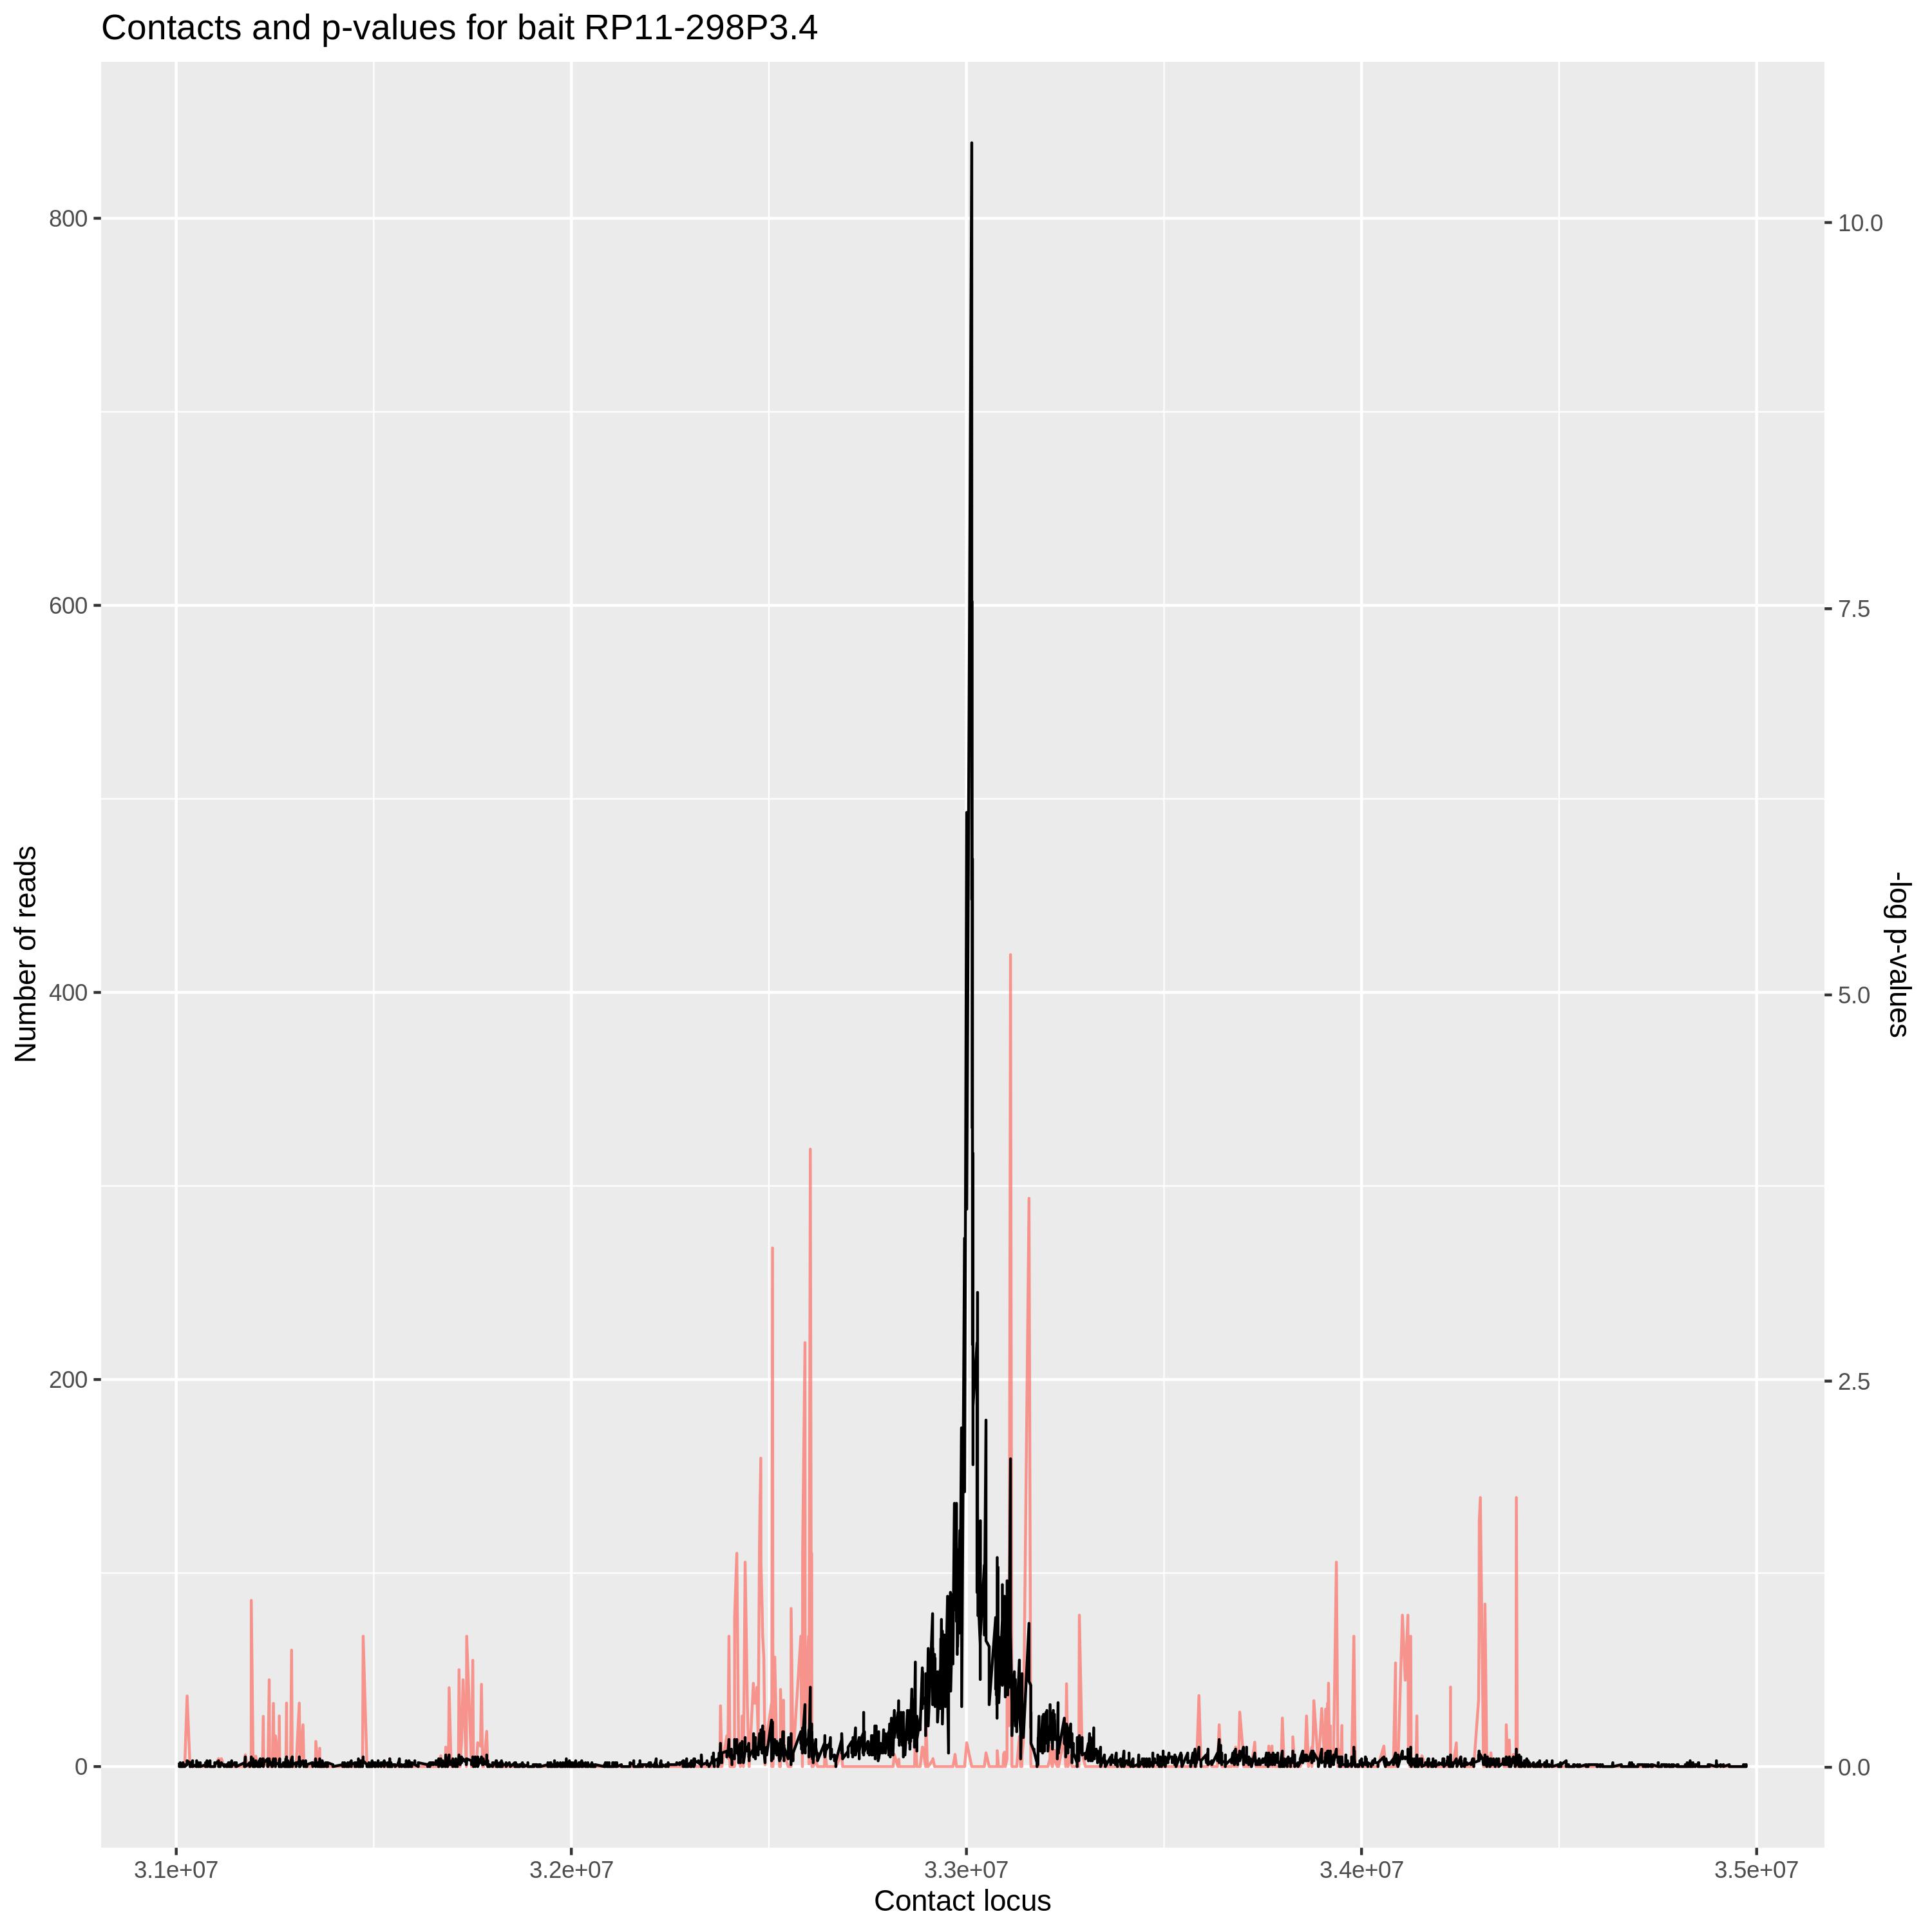 Contacts and p-values for bait RP11-298P3.4
800
600
400
200
0
Number of reads
10.0
7.5
5.0
2.5
0.0
-log p-values
3.1e+07 3.2e+07 3.3e+07 3.4e+07 3.5e+07
Contact locus